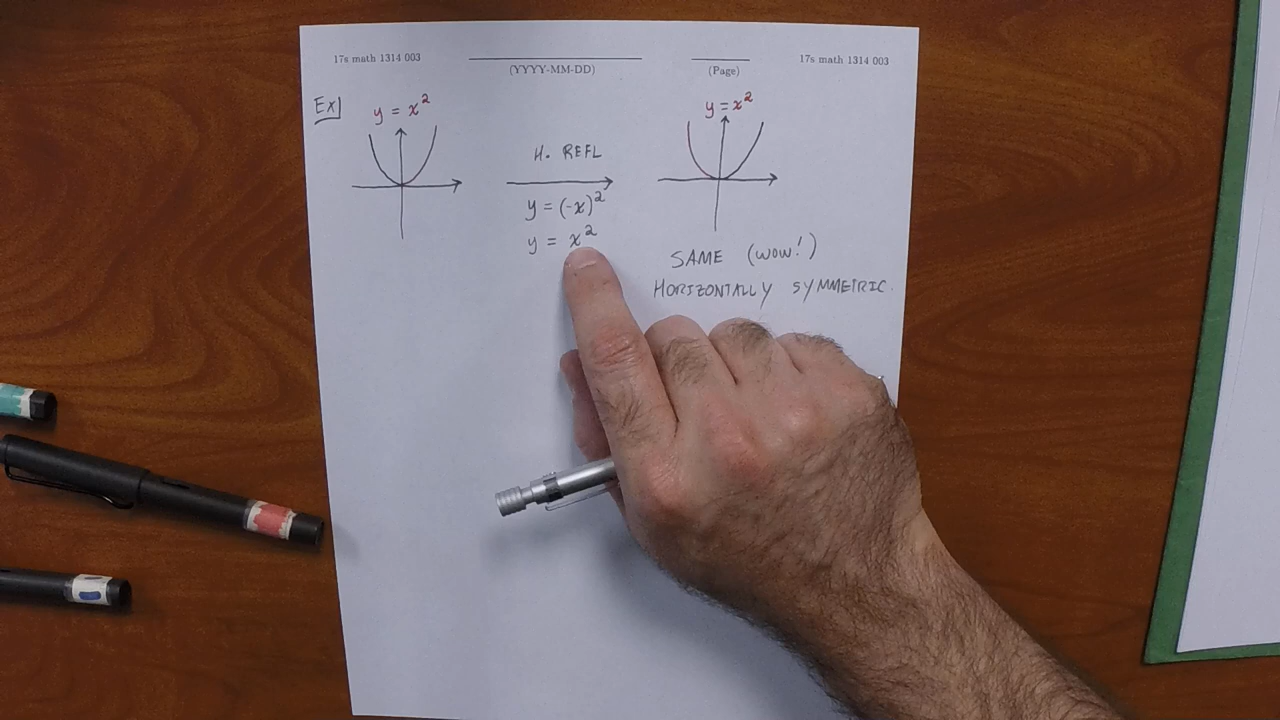 17s math 1314 003
(YYYY-MM-DD)
(Page)
17s math 1314 003
Ex
y = x²
H. REFL
y = (-x)²
y = x²
y = x²
SAME (WOW!)
HORIZONTALLY SYMMETRIC.